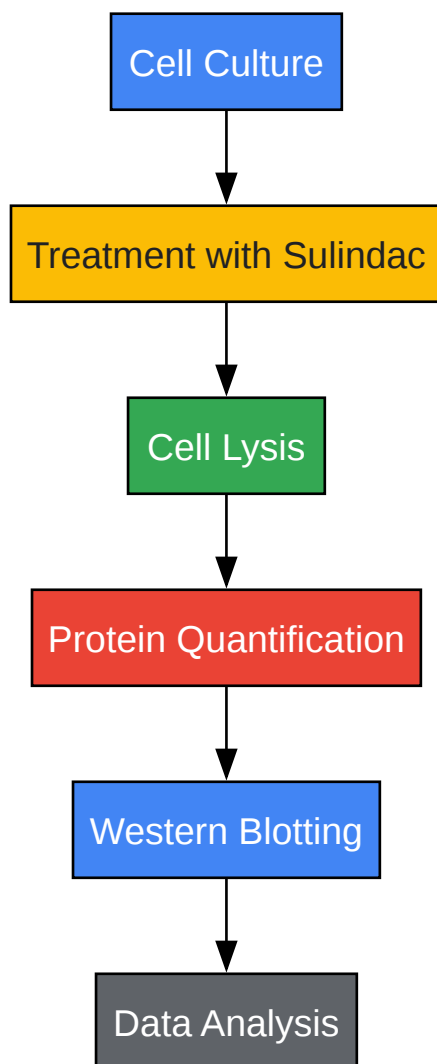 Cell Culture
Treatment with Sulindac
Cell Lysis
Protein Quantification
Western Blotting
Data Analysis